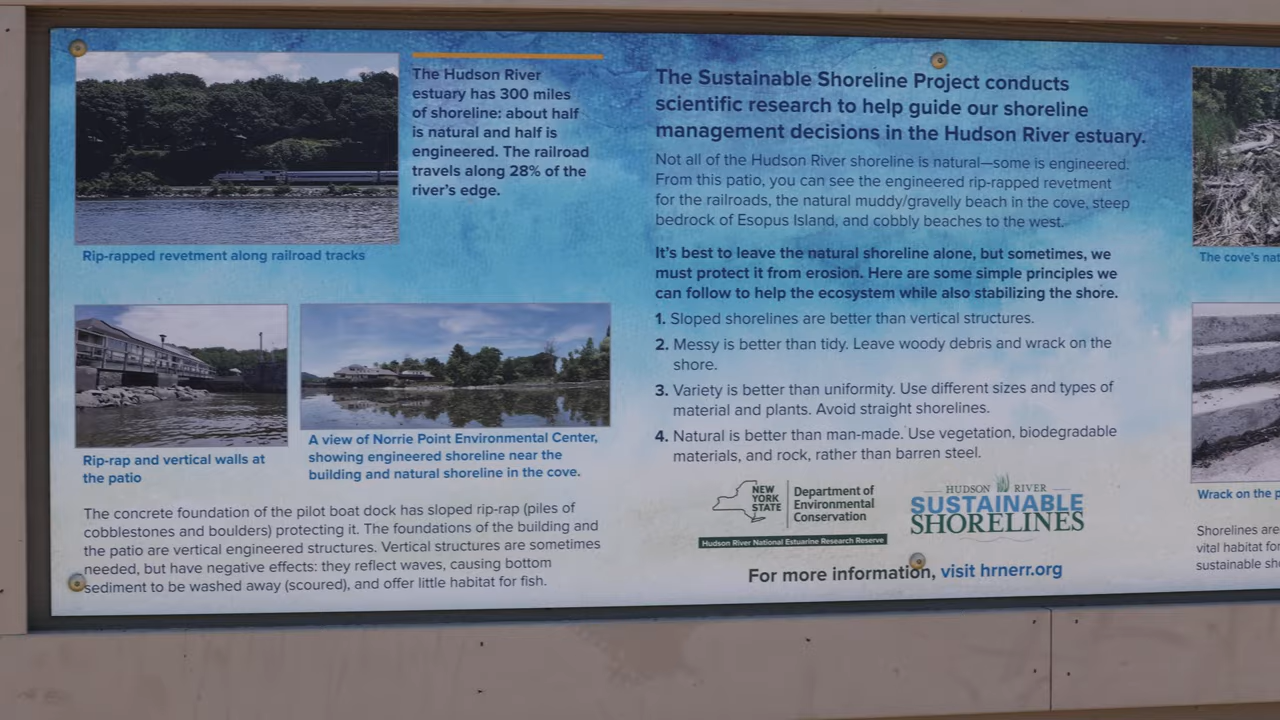 The Hudson River
estuary has 300 miles
of shoreline: about half
is natural and half is
engineered. The railroad
travels along 28% of the
river's edge.
Rip-rapped revetment along railroad tracks
Rip-rap and vertical walls at
the patio
A view of Norrie Point Environmental Center,
showing engineered shoreline near the
building and natural shoreline in the cove.
The concrete foundation of the pilot boat dock has sloped rip-rap (piles of
cobblestones and boulders) protecting it. The foundations of the building and
the patio are vertical engineered structures. Vertical structures are sometimes
needed, but have negative effects: they reflect waves, causing bottom
sediment to be washed away (scoured), and offer little habitat for fish.
The Sustainable Shoreline Project conducts
scientific research to help guide our shoreline
management decisions in the Hudson River estuary.
Not all of the Hudson River shoreline is natural—some is engineered.
From this patio, you can see the engineered rip-rapped revetment
for the railroads, the natural muddy/gravelly beach in the cove, steep
bedrock of Esopus Island, and cobbly beaches to the west.
It's best to leave the natural shoreline alone, but sometimes, we
must protect it from erosion. Here are some simple principles we
can follow to help the ecosystem while also stabilizing the shore.
1. Sloped shorelines are better than vertical structures.
2. Messy is better than tidy. Leave woody debris and wrack on the
shore.
3. Variety is better than uniformity. Use different sizes and types of
material and plants. Avoid straight shorelines.
4. Natural is better than man-made. Use vegetation, biodegradable
materials, and rock, rather than barren steel.
NEW
YORK
STATE
Department of
Environmental
Conservation
Hudson River National Estuarine Research Reserve
HUDSON RIVER
SUSTAINABLE
SHORELINES
For more information, visit hrnerr.org
The cove's nat
Wrack on the p
Shorelines are
vital habitat for
sustainable sh